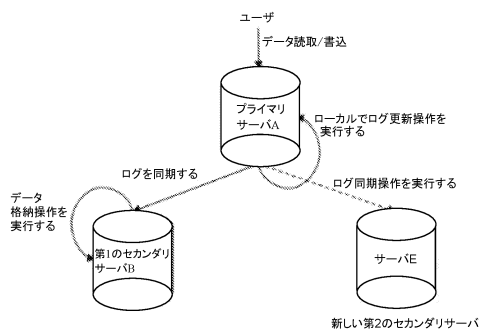 ユーザ
データ読取/書込
プライマリ
サーバA
ローカルでログ更新操作を
実行する
ログを同期する
ログ同期操作を実行する
データ
格納操作を
実行する
第1のセカンダリ
サーバB
サーバE
新しい第2のセカンダリサーバ